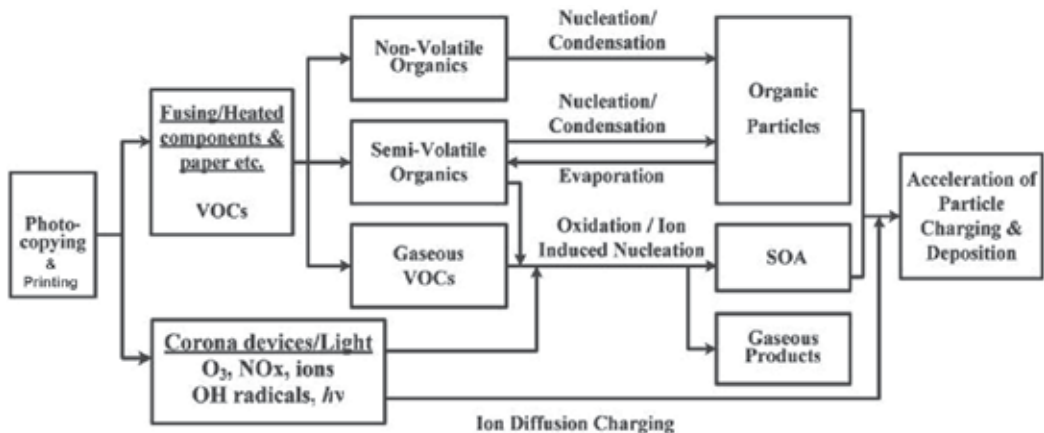 Photo-
copying
&
Printing
Fusing/Heated
components &
paper etc.
VOCs
Corona devices/Light
O₃, NOx, ions
OH radicals, hν
Non-Volatile
Organics
Semi-Volatile
Organics
Gaseous
VOCs
Nucleation/
Condensation
Nucleation/
Condensation
Evaporation
Oxidation / Ion
Induced Nucleation
Organic
Particles
SOA
Gaseous
Products
Ion Diffusion Charging
Acceleration of
Particle
Charging &
Deposition